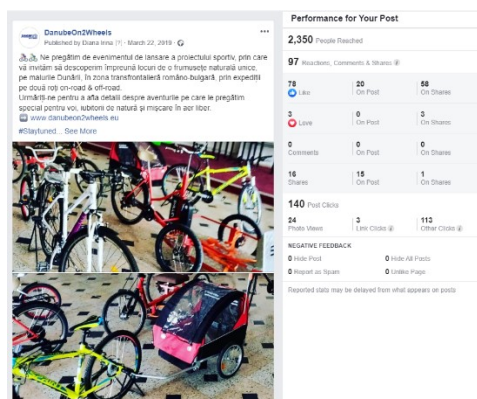 DanubeOn2Wheels
Published by Diana Irina · March 22, 2019 ·
Ne pregătim de evenimentul de lansare a proiectului sportiv, prin care
vă invităm să descoperim împreună locuri de o frumusețe naturală unice,
pe malurile Dunării, în zona transfrontalieră româno-bulgară, prin expediții
pe două roți on-road & off-road.
Urmăriți-ne pentru a afla detalii despre aventurile pe care le pregătim
special pentru voi, iubitorii de natură și mișcare în aer liber.
www.danubeon2wheels.eu
#Staytuned... See More
Performance for Your Post
2,350 People Reached
97 Reactions, Comments & Shares
78 20 58
Like On Post On Shares
3 0 3
Love On Post On Shares
0 0 0
Comments On Post On Shares
16 15 1
Shares On Post On Shares
140 Post Clicks
24 3 113
Photo Views Link Clicks Other Clicks
NEGATIVE FEEDBACK
0 Hide Post 0 Hide All Posts
0 Report as Spam 0 Unlike Page
Reported stats may be delayed from what appears on posts